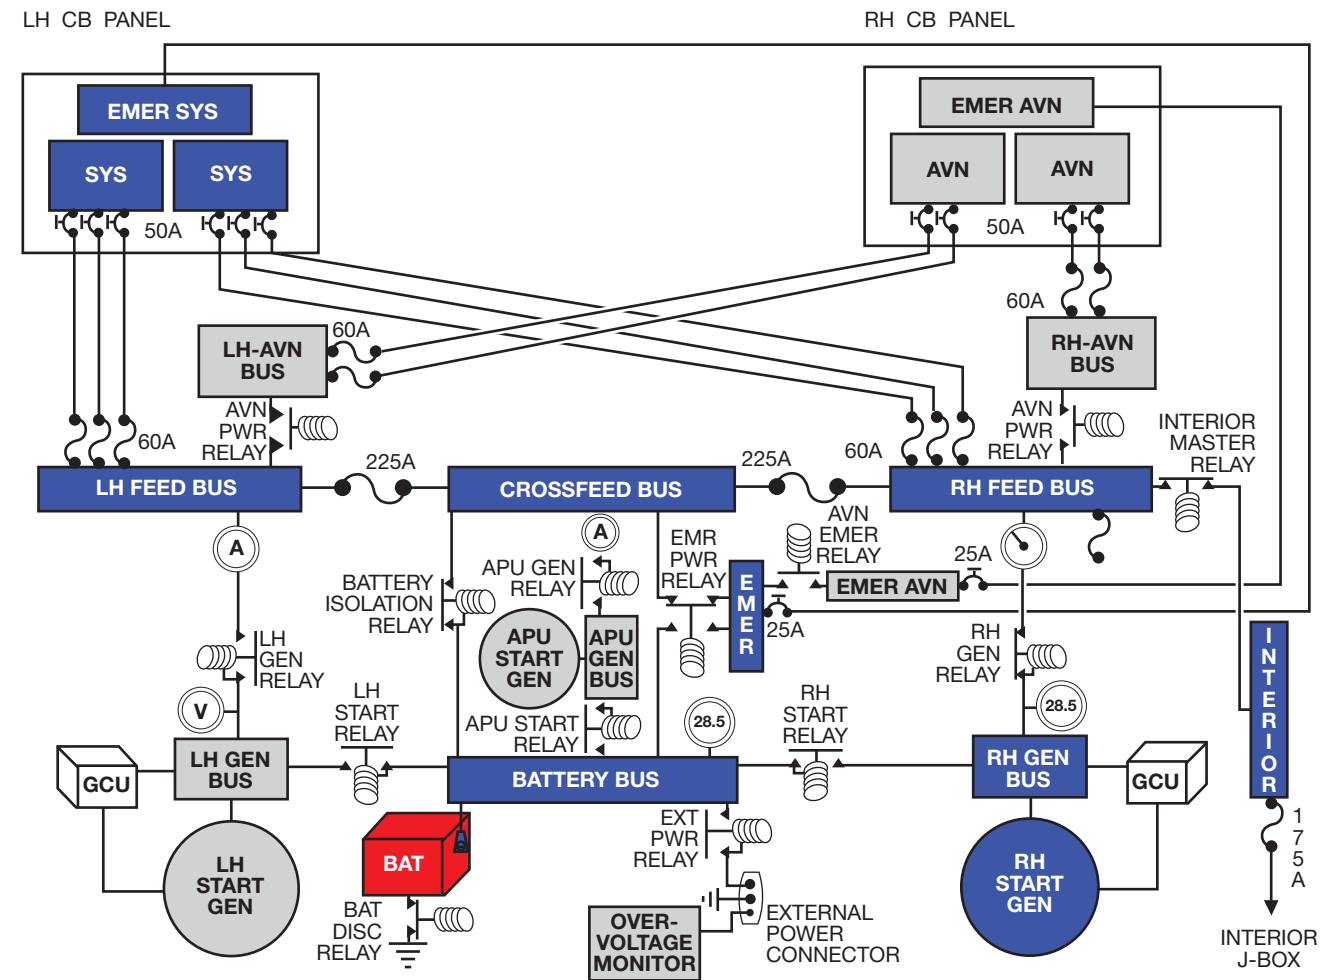 LH CB PANEL
RH CB PANEL
EMER SYS
SYS
SYS
50A
EMER AVN
AVN
AVN
50A
60A
LH-AVN
BUS
60A
RH-AVN
BUS
AVN
PWR
RELAY
60A
AVN
PWR
RELAY
INTERIOR
MASTER
RELAY
LH FEED BUS
225A
CROSSFEED BUS
225A
60A
RH FEED BUS
A
A
APU GEN
RELAY
EMR
PWR
RELAY
AVN
EMER
RELAY
25A
BATTERY
ISOLATION
RELAY
EMER
EMER AVN
25A
APU
START
GEN
APU
GEN
BUS
LH
GEN
RELAY
RH
GEN
RELAY
INTERIOR
V
LH
START
RELAY
APU START
RELAY
28.5
RH
START
RELAY
28.5
GCU
LH GEN
BUS
BATTERY BUS
RH GEN
BUS
GCU
LH
START
GEN
BAT
EXT
PWR
RELAY
RH
START
GEN
175A
BAT
DISC
RELAY
OVER-
VOLTAGE
MONITOR
EXTERNAL
POWER
CONNECTOR
INTERIOR
J-BOX